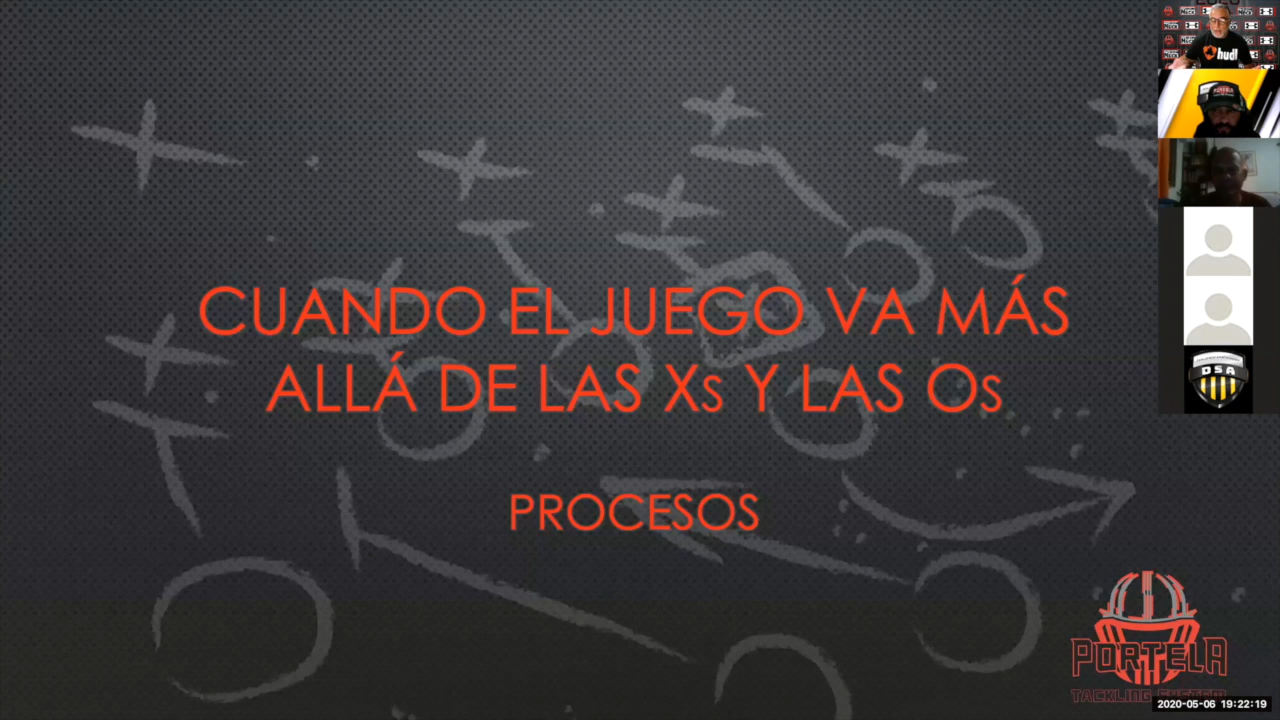 CUANDO EL JUEGO VA MÁS
ALLÁ DE LAS Xs Y LAS Os
PROCESOS
PORTELA
TACKLING SYSTEM
hudl
DSA
2020-05-06 19:22:19